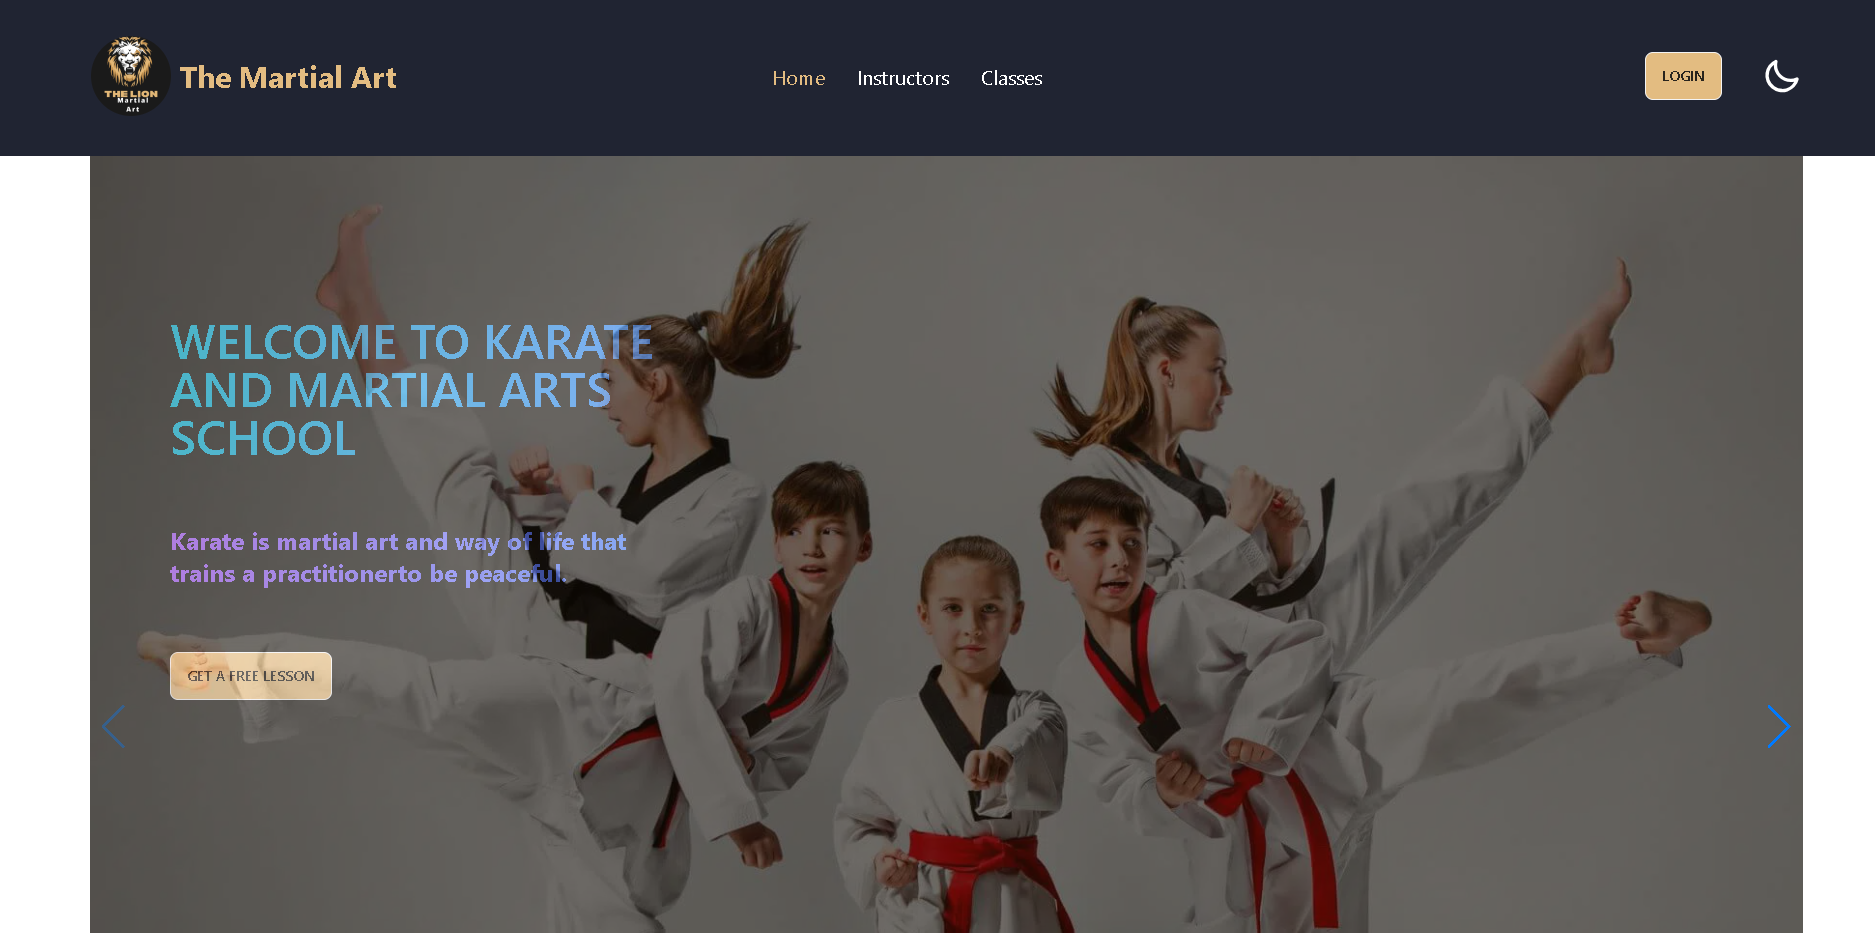 THE LION
Martial
Art
The Martial Art
Home
Instructors
Classes
LOGIN
WELCOME TO KARATE
AND MARTIAL ARTS
SCHOOL
Karate is martial art and way of life that
trains a practitionerto be peaceful.
GET A FREE LESSON